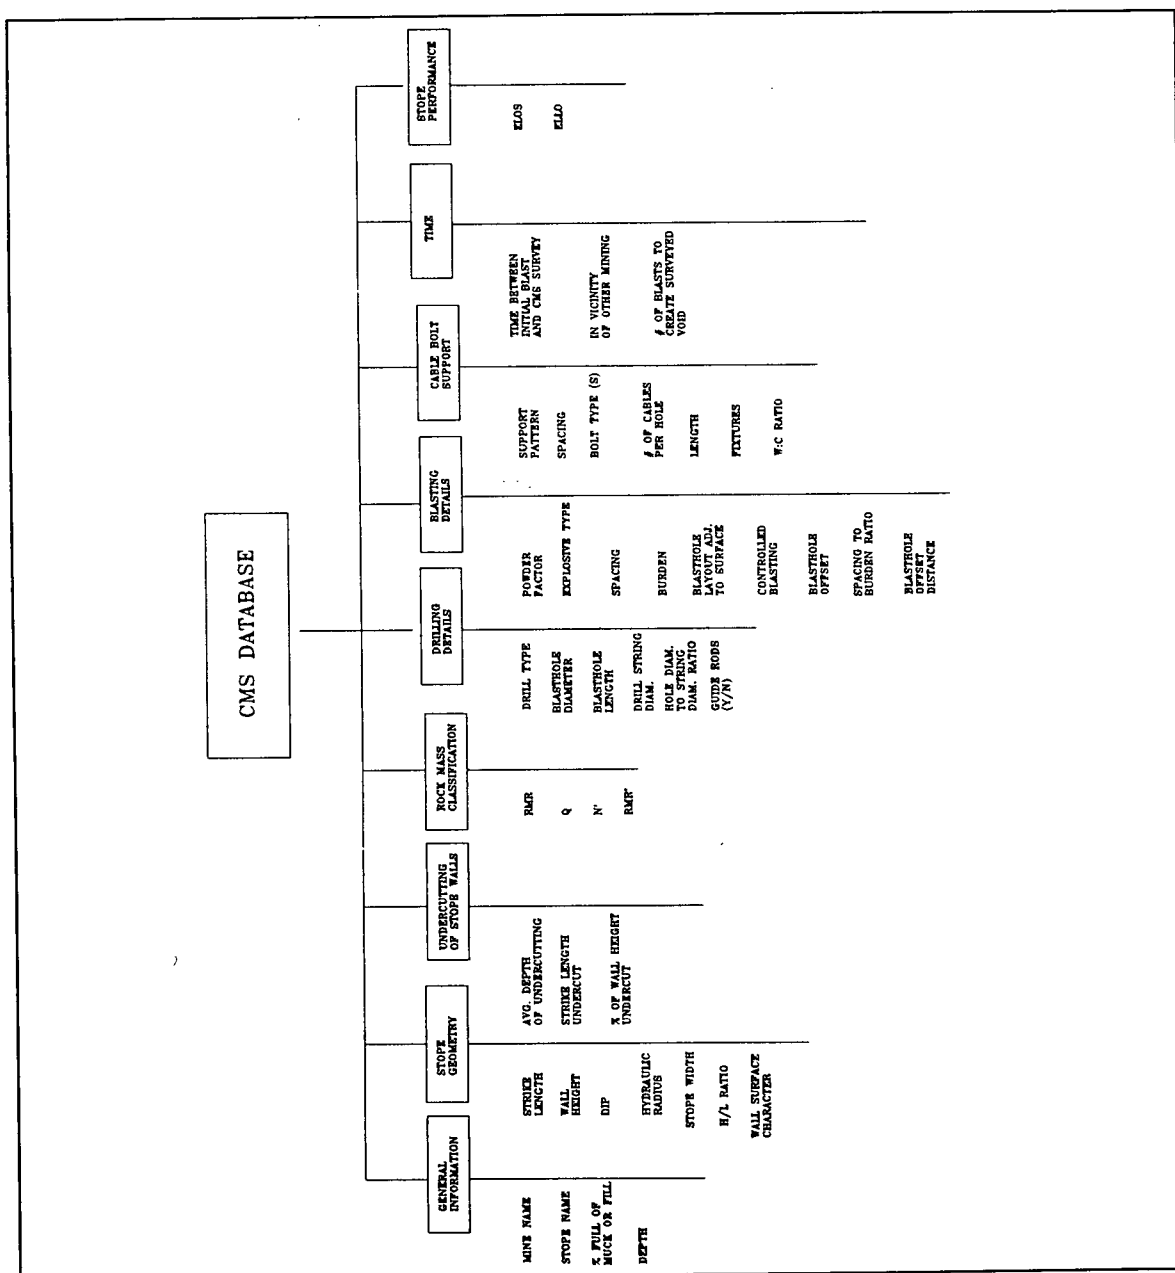 CMS DATABASE
GENERAL
INFORMATION
MINE NAME
STOPE NAME
% FULL OF
MUCK OR FILL
DEPTH
STOPE
GEOMETRY
STRIKE
LENGTH
WALL
HEIGHT
DIP
HYDRAULIC
RADIUS
STOPE WIDTH
H/L RATIO
WALL SURFACE
CHARACTER
UNDERCUTTING
OF STOPE WALLS
AVG. DEPTH
OF UNDERCUTTING
STRIKE LENGTH
UNDERCUT
% OF WALL HEIGHT
UNDERCUT
ROCK MASS
CLASSIFICATION
RMR
Q
N'
RMR'
DRILLING
DETAILS
DRILL TYPE
BLASTHOLE
DIAMETER
BLASTHOLE
LENGTH
DRILL STRING
DIAM.
HOLE DIAM.
TO STRING
DIAM. RATIO
GUIDE RODS
(Y/N)
BLASTING
DETAILS
POWDER
FACTOR
EXPLOSIVE TYPE
SPACING
BURDEN
BLASTHOLE
LAYOUT ADJ.
TO SURFACE
CONTROLLED
BLASTING
BLASTHOLE
OFFSET
SPACING TO
BURDEN RATIO
BLASTHOLE
OFFSET
DISTANCE
CABLE BOLT
SUPPORT
SUPPORT
PATTERN
SPACING
BOLT TYPE (S)
# OF CABLES
PER HOLE
LENGTH
FIXTURES
W:C RATIO
TIME
TIME BETWEEN
INITIAL BLAST
AND CMS SURVEY
IN VICINITY
OF OTHER MINING
# OF BLASTS TO
CREATE SURVEYED
VOID
STOPE
PERFORMANCE
ELOS
ELLO